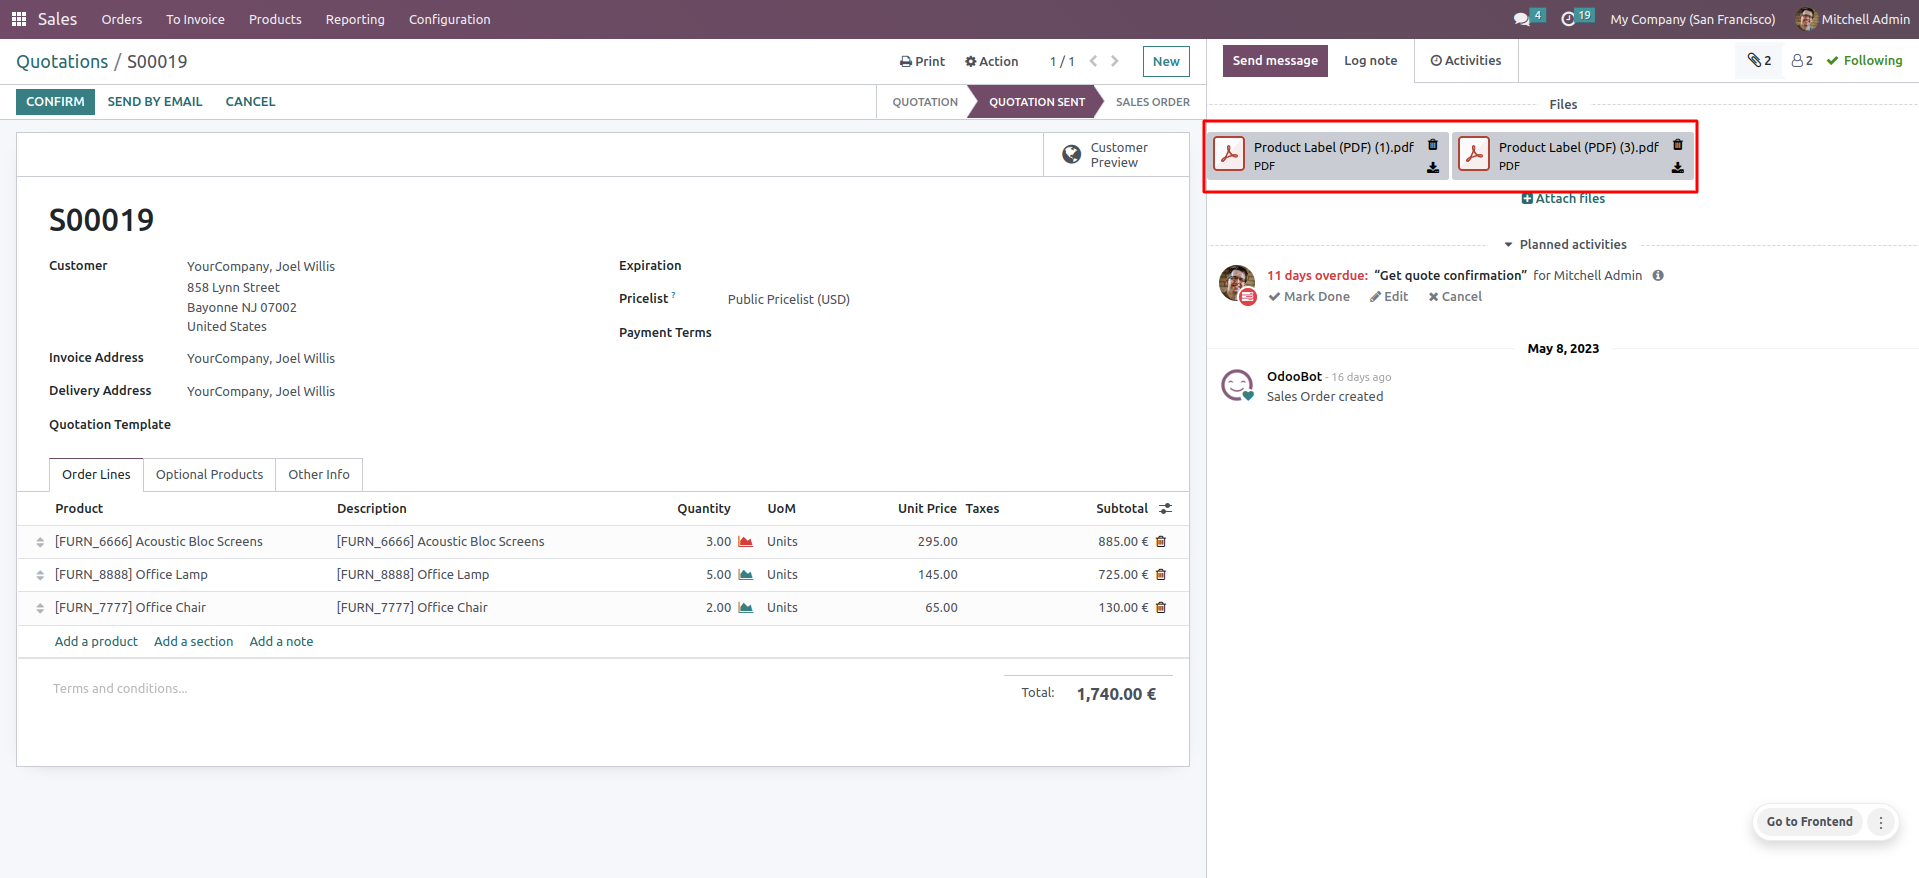 Sales Orders To Invoice Products Reporting Configuration 4 19 My Company (San Francisco) Mitchell Admin
Quotations / S00019 Print Action 1 / 1 New
CONFIRM SEND BY EMAIL CANCEL QUOTATION QUOTATION SENT SALES ORDER
Customer
Preview
S00019
Customer YourCompany, Joel Willis
858 Lynn Street
Bayonne NJ 07002
United States
Invoice Address YourCompany, Joel Willis
Delivery Address YourCompany, Joel Willis
Quotation Template
Expiration
Pricelist ? Public Pricelist (USD)
Payment Terms
Order Lines Optional Products Other Info
Product Description Quantity UoM Unit Price Taxes Subtotal
[FURN_6666] Acoustic Bloc Screens [FURN_6666] Acoustic Bloc Screens 3.00 Units 295.00 885.00 €
[FURN_8888] Office Lamp [FURN_8888] Office Lamp 5.00 Units 145.00 725.00 €
[FURN_7777] Office Chair [FURN_7777] Office Chair 2.00 Units 65.00 130.00 €
Add a product Add a section Add a note
Terms and conditions...
Total: 1,740.00 €
Send message Log note Activities 2 2 Following
Files
Product Label (PDF) (1).pdf
PDF
Product Label (PDF) (3).pdf
PDF
Attach files
Planned activities
11 days overdue: “Get quote confirmation” for Mitchell Admin
Mark Done Edit Cancel
May 8, 2023
OdooBot - 16 days ago
Sales Order created
Go to Frontend